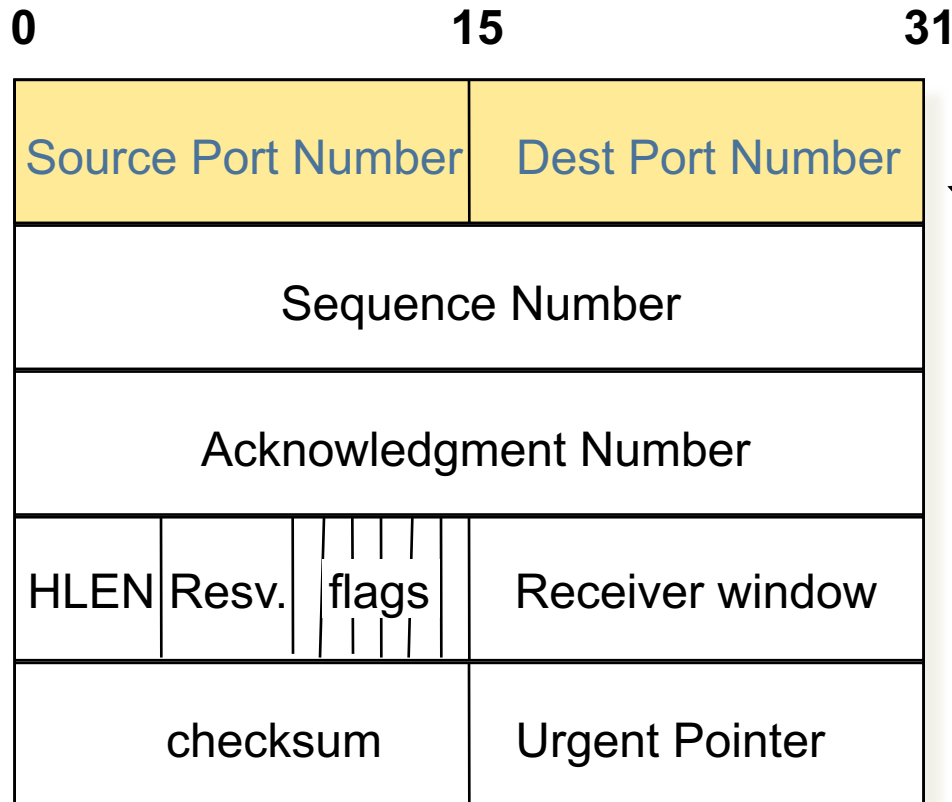 0 15 31
Source Port Number Dest Port Number
Sequence Number
Acknowledgment Number
HLEN Resv. flags Receiver window
checksum Urgent Pointer